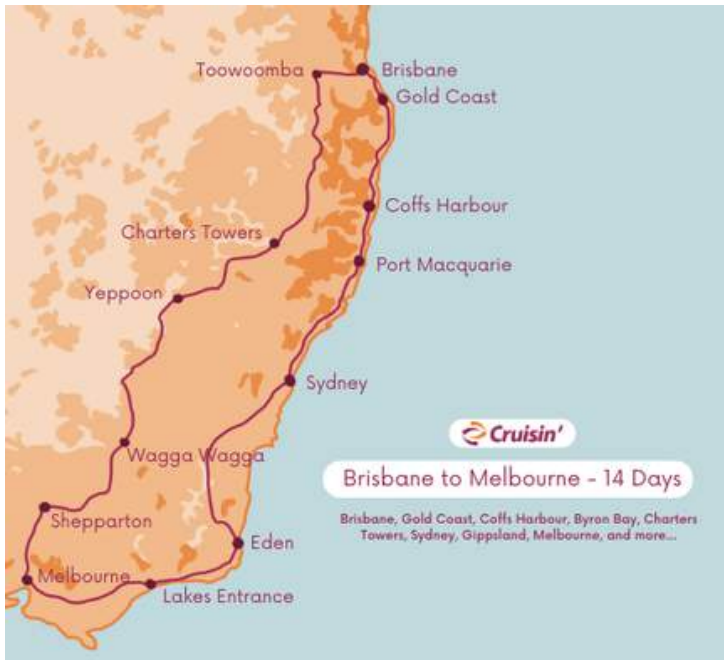 Toowoomba
Brisbane
Gold Coast
Coffs Harbour
Charters Towers
Port Macquarie
Yeppoon
Sydney
Cruisin'
Wagga Wagga
Brisbane to Melbourne - 14 Days
Brisbane, Gold Coast, Coffs Harbour, Byron Bay, Charters
Towers, Sydney, Gippsland, Melbourne, and more...
Shepparton
Eden
Melbourne
Lakes Entrance